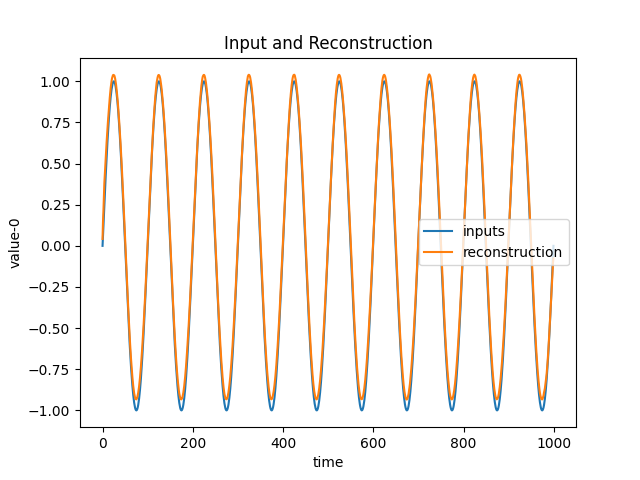 Input and Reconstruction
value-0
1.00
0.75
0.50
0.25
0.00
−0.25
−0.50
−0.75
−1.00
inputs
reconstruction
0 200 400 600 800 1000
time